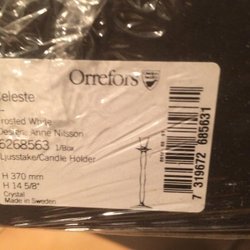 Orrefors
eleste
rosted White
Design: Anne Nilsson
6268563 1/Box
Ljusstake/Candle Holder
H 370 mm
H 14 5/8"
Crystal
Made in Sweden
7 319672 685631